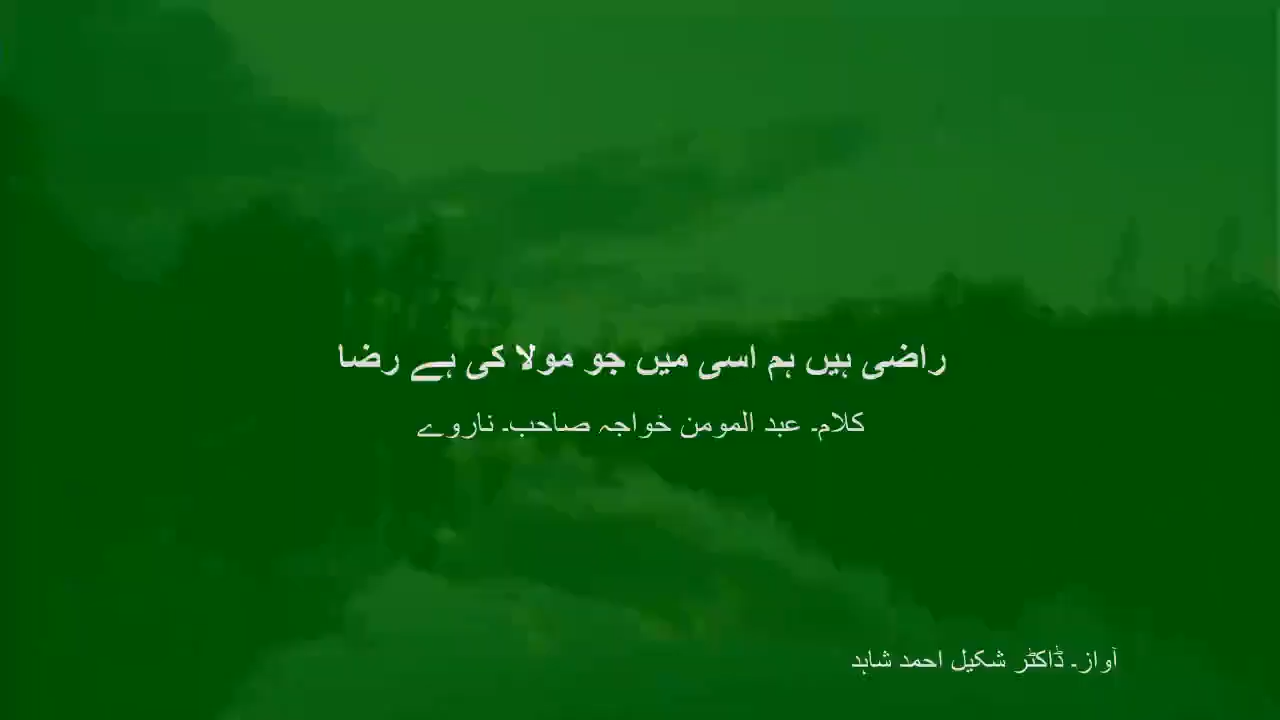 راضی ہیں ہم اسی میں جو مولا کی ہے رضا
کلام۔ عبد المومن خواجہ صاحب۔ ناروے
آواز۔ ڈاکٹر شکیل احمد شاہد